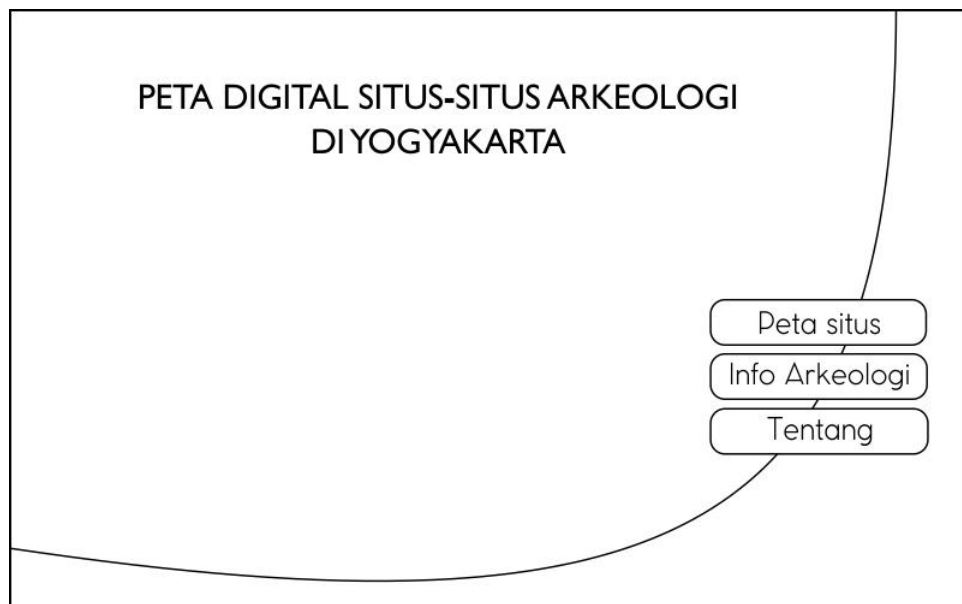 PETA DIGITAL SITUS-SITUS ARKEOLOGI
DI YOGYAKARTA
Peta situs
Info Arkeologi
Tentang